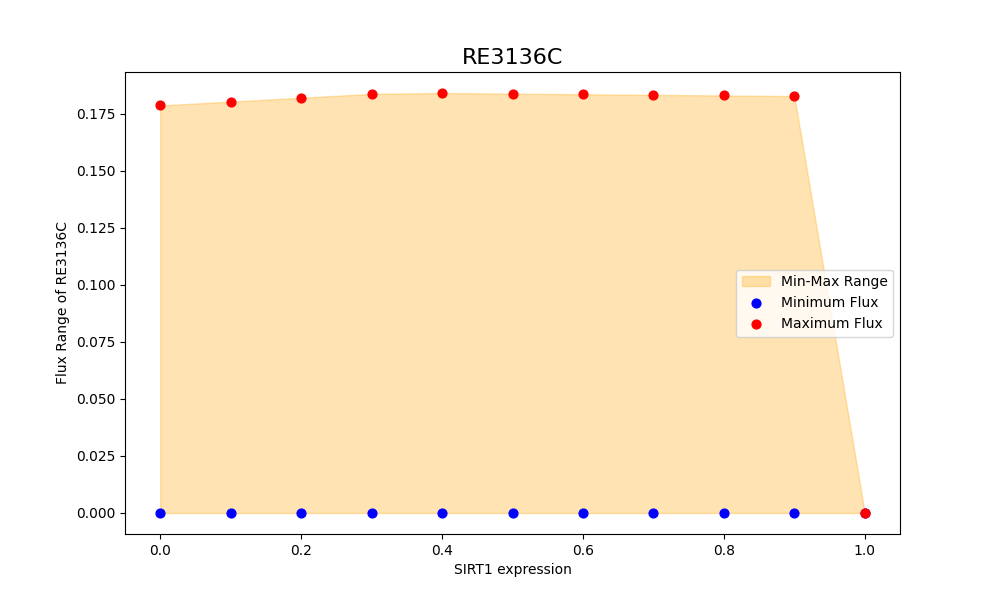 RE3136C
Flux Range of RE3136C
0.175
0.150
0.125
0.100
0.075
0.050
0.025
0.000
Min-Max Range
Minimum Flux
Maximum Flux
0.0 0.2 0.4 0.6 0.8 1.0
SIRT1 expression